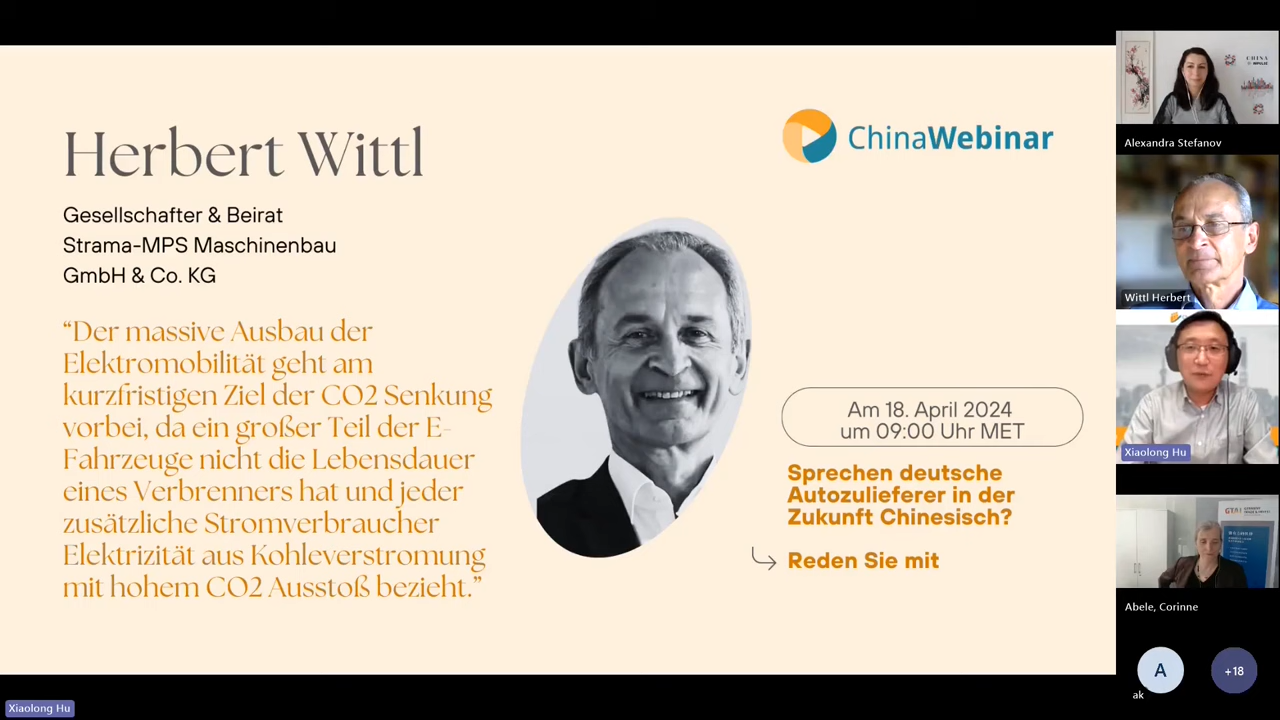 Herbert Wittl
Gesellschafter & Beirat
Strama-MPS Maschinenbau
GmbH & Co. KG
“Der massive Ausbau der
Elektromobilität geht am
kurzfristigen Ziel der CO2 Senkung
vorbei, da ein großer Teil der E-
Fahrzeuge nicht die Lebensdauer
eines Verbrenners hat und jeder
zusätzliche Stromverbraucher
Elektrizität aus Kohleverstromung
mit hohem CO2 Ausstoß bezieht.”
ChinaWebinar
Am 18. April 2024
um 09:00 Uhr MET
Sprechen deutsche
Autozulieferer in der
Zukunft Chinesisch?
Reden Sie mit
Alexandra Stefanov
Wittl Herbert
Xiaolong Hu
GTAI
Abele, Corinne
A
ak
+18
Xiaolong Hu